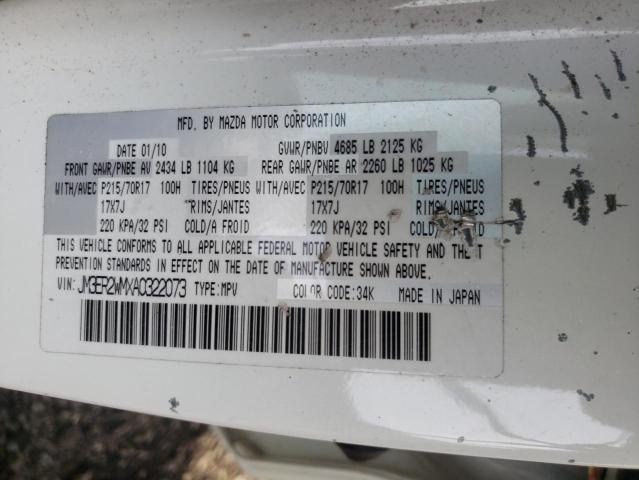 MFD. BY MAZDA MOTOR CORPORATION
DATE 01/10 GVWR/PNBV 4685 LB 2125 KG
FRONT GAWR/PNBE AV 2434 LB 1104 KG REAR GAWR/PNBE AR 2260 LB 1025 KG
WITH/AVEC P215/70R17 100H TIRES/PNEUS WITH/AVEC P215/70R17 100H TIRES/PNEUS
17X7J RIMS/JANTES 17X7J RIMS/JANTES
220 KPA/32 PSI COLD/A FROID 220 KPA/32 PSI COLD/A FROID
THIS VEHICLE CONFORMS TO ALL APPLICABLE FEDERAL MOTOR VEHICLE SAFETY AND THEFT
PREVENTION STANDARDS IN EFFECT ON THE DATE OF MANUFACTURE SHOWN ABOVE.
VIN: JM3ER2WMXA0322073 TYPE:MPV COLOR CODE:34K MADE IN JAPAN